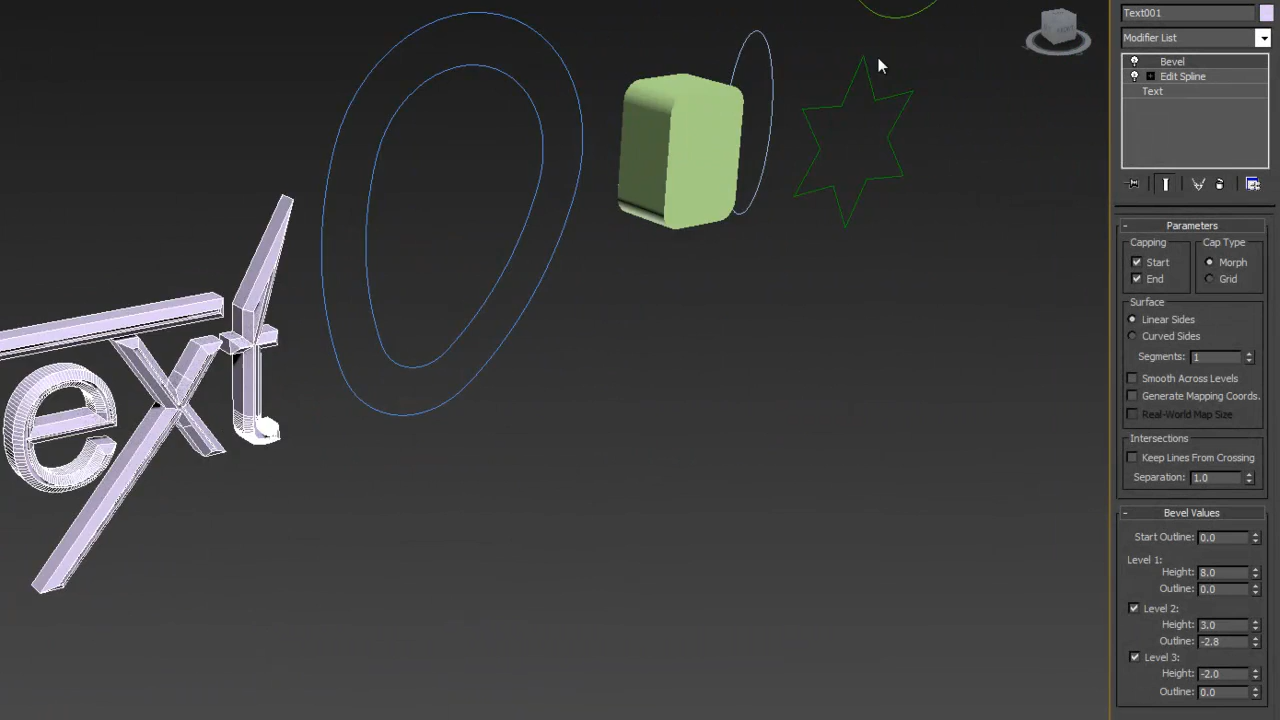 Text001
Modifier List
Bevel
Edit Spline
Text
Parameters
Capping
Cap Type
Start
Morph
End
Grid
Surface
Linear Sides
Curved Sides
Segments: 1
Smooth Across Levels
Generate Mapping Coords.
Real-World Map Size
Intersections
Keep Lines From Crossing
Separation: 1.0
Bevel Values
Start Outline: 0.0
Level 1:
Height: 8.0
Outline: 0.0
Level 2:
Height: 3.0
Outline: -2.8
Level 3:
Height: -2.0
Outline: 0.0
ext